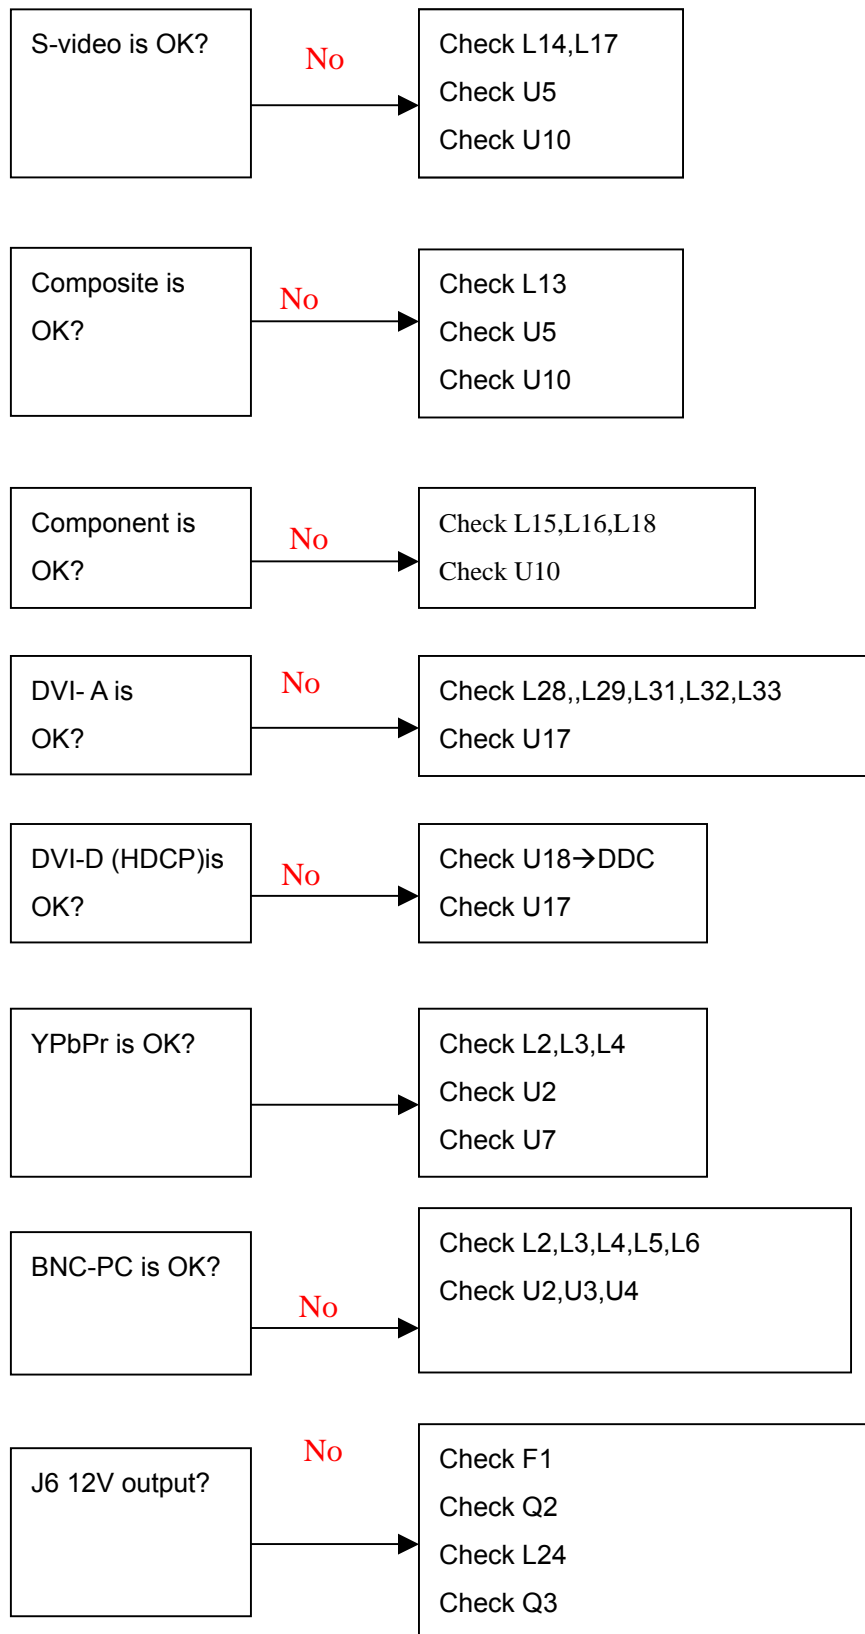 S-video is OK?
No
Check L14,L17
Check U5
Check U10
Composite is
OK?
No
Check L13
Check U5
Check U10
Component is
OK?
No
Check L15,L16,L18
Check U10
DVI- A is
OK?
No
Check L28,,L29,L31,L32,L33
Check U17
DVI-D (HDCP)is
OK?
No
Check U18→DDC
Check U17
YPbPr is OK?
Check L2,L3,L4
Check U2
Check U7
BNC-PC is OK?
No
Check L2,L3,L4,L5,L6
Check U2,U3,U4
J6 12V output?
No
Check F1
Check Q2
Check L24
Check Q3